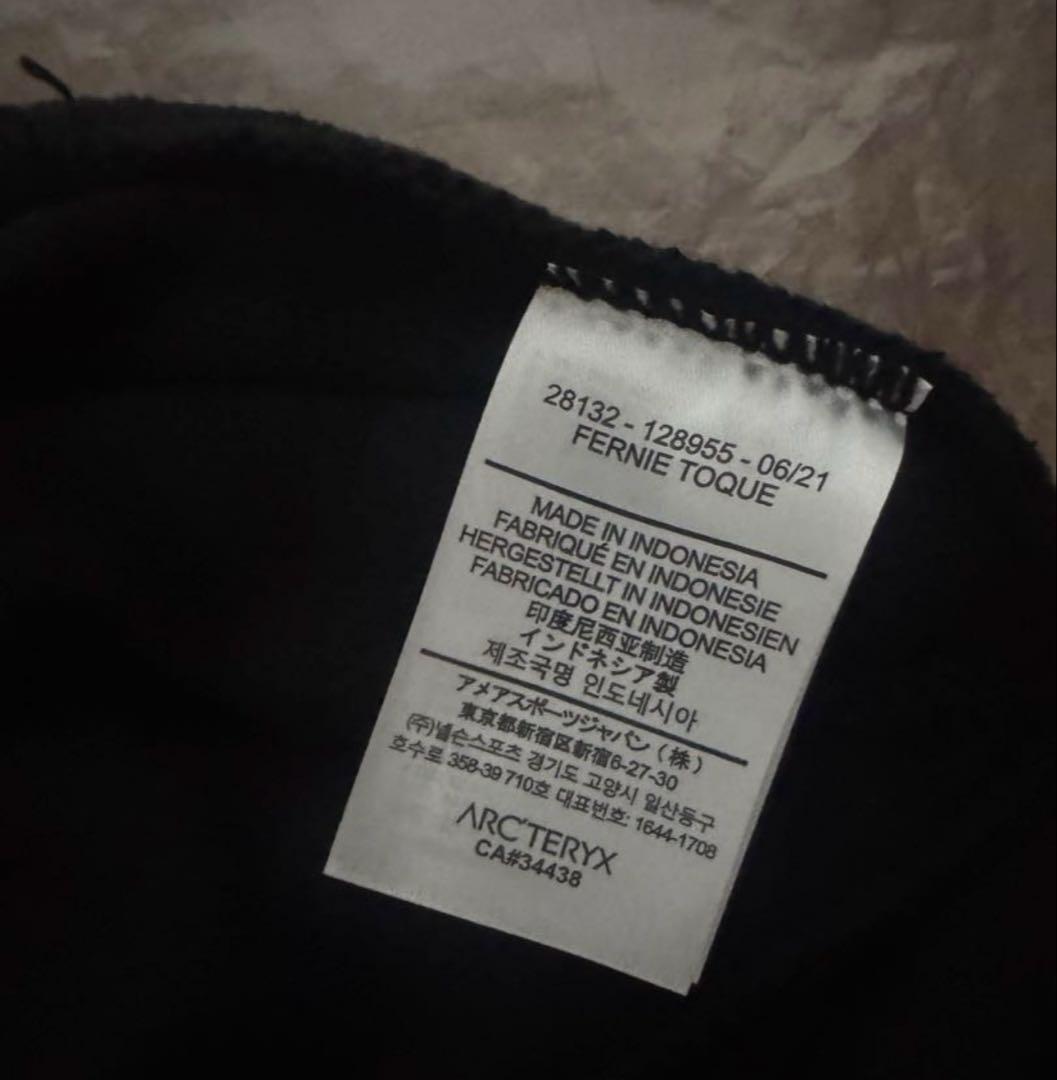 28132 - 128955 - 06/21
FERNIE TOQUE
MADE IN INDONESIA
FABRIQUÉ EN INDONESIE
HERGESTELLT IN INDONESIEN
FABRICADO EN INDONESIA
印度尼西亚制造
インドネシア製
제조국명 인도네시아
アメアスポーツジャパン（株）
東京都新宿区新宿6-27-30
(주)넬슨스포츠 경기도 고양시 일산동구
호수로 358-39 710호 대표번호: 1644-1708
ARC'TERYX
CA#34438